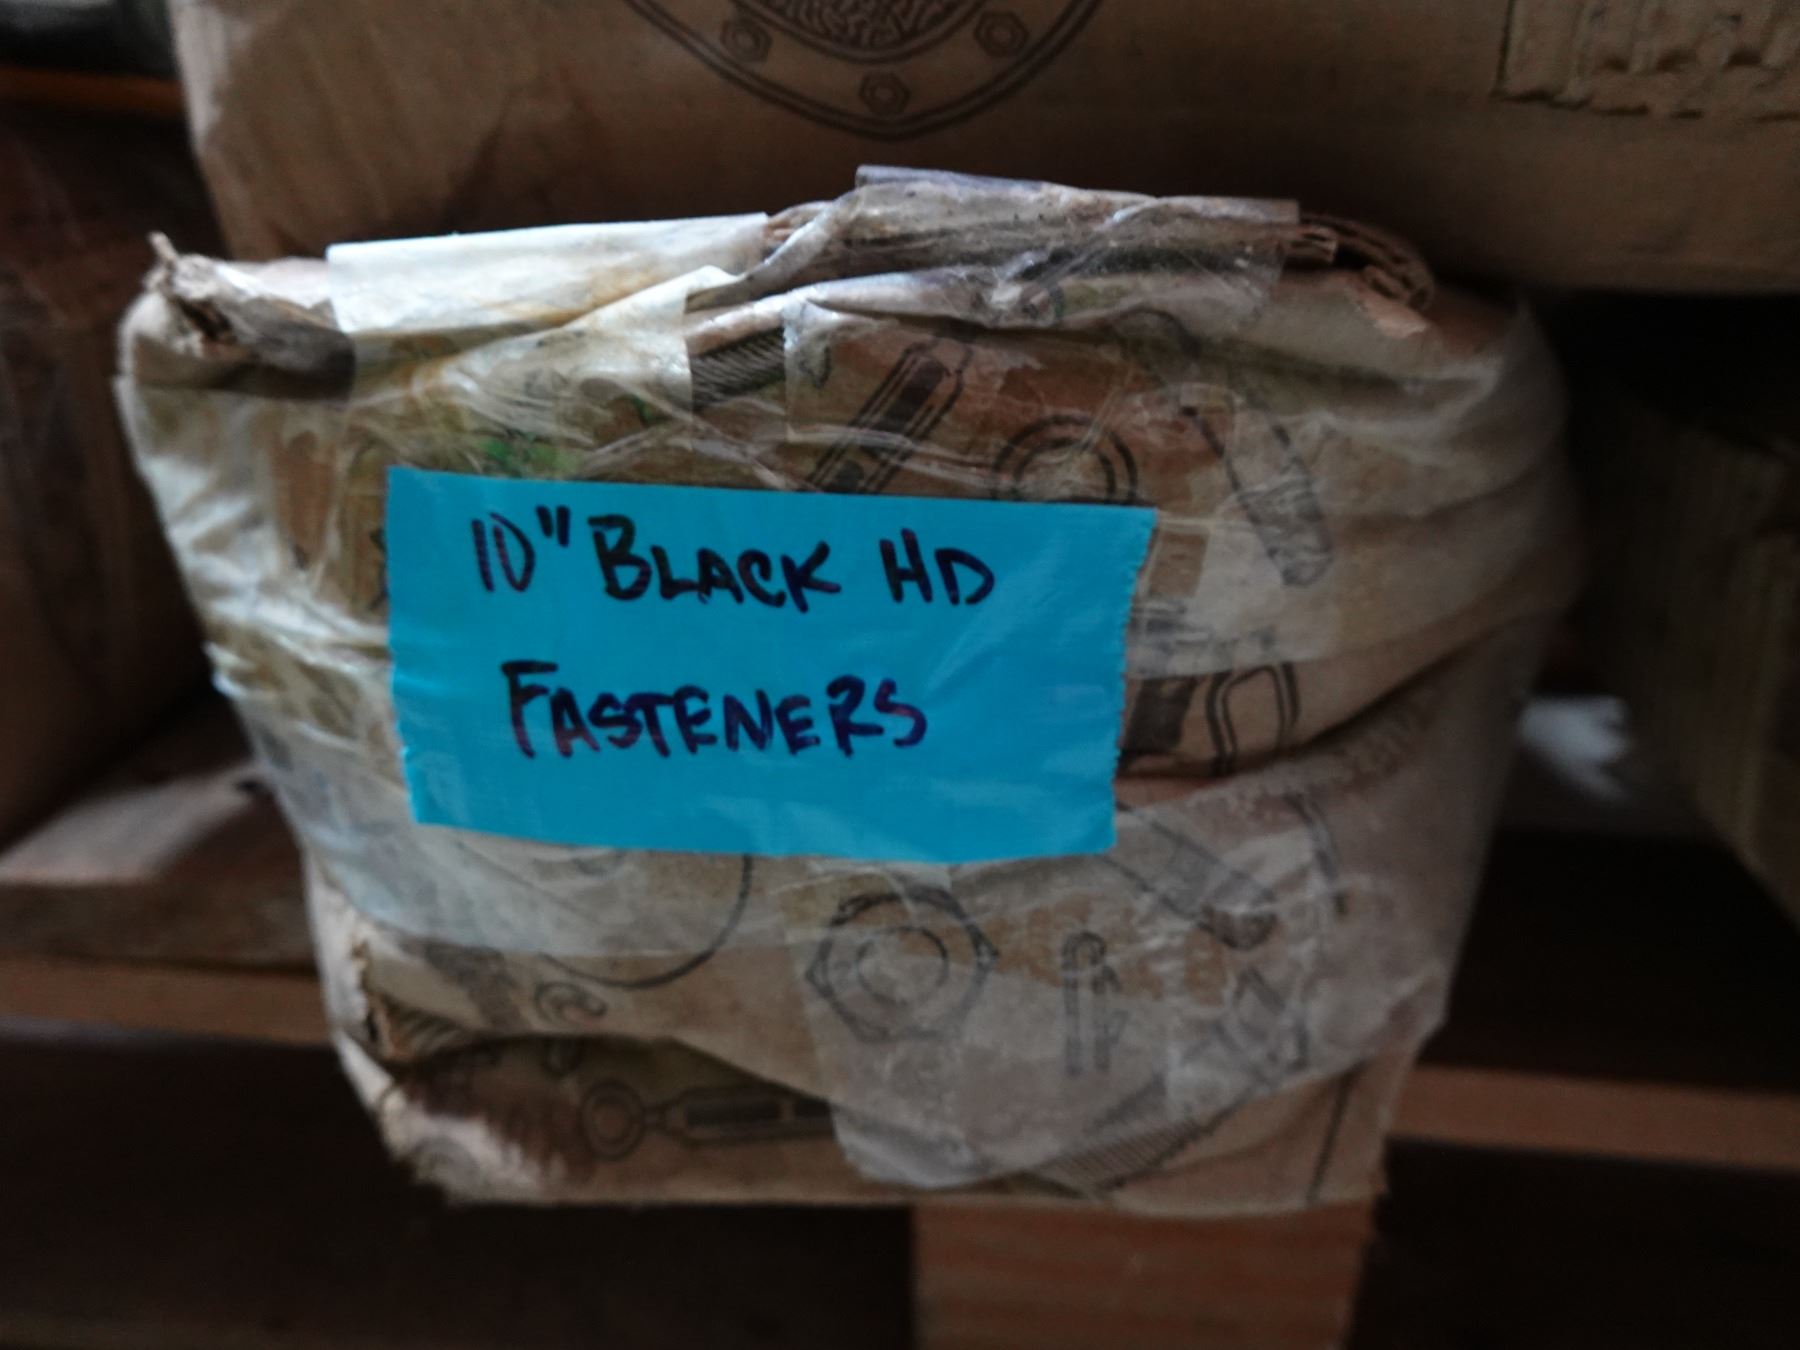 10" BLACK HD
FASTENERS